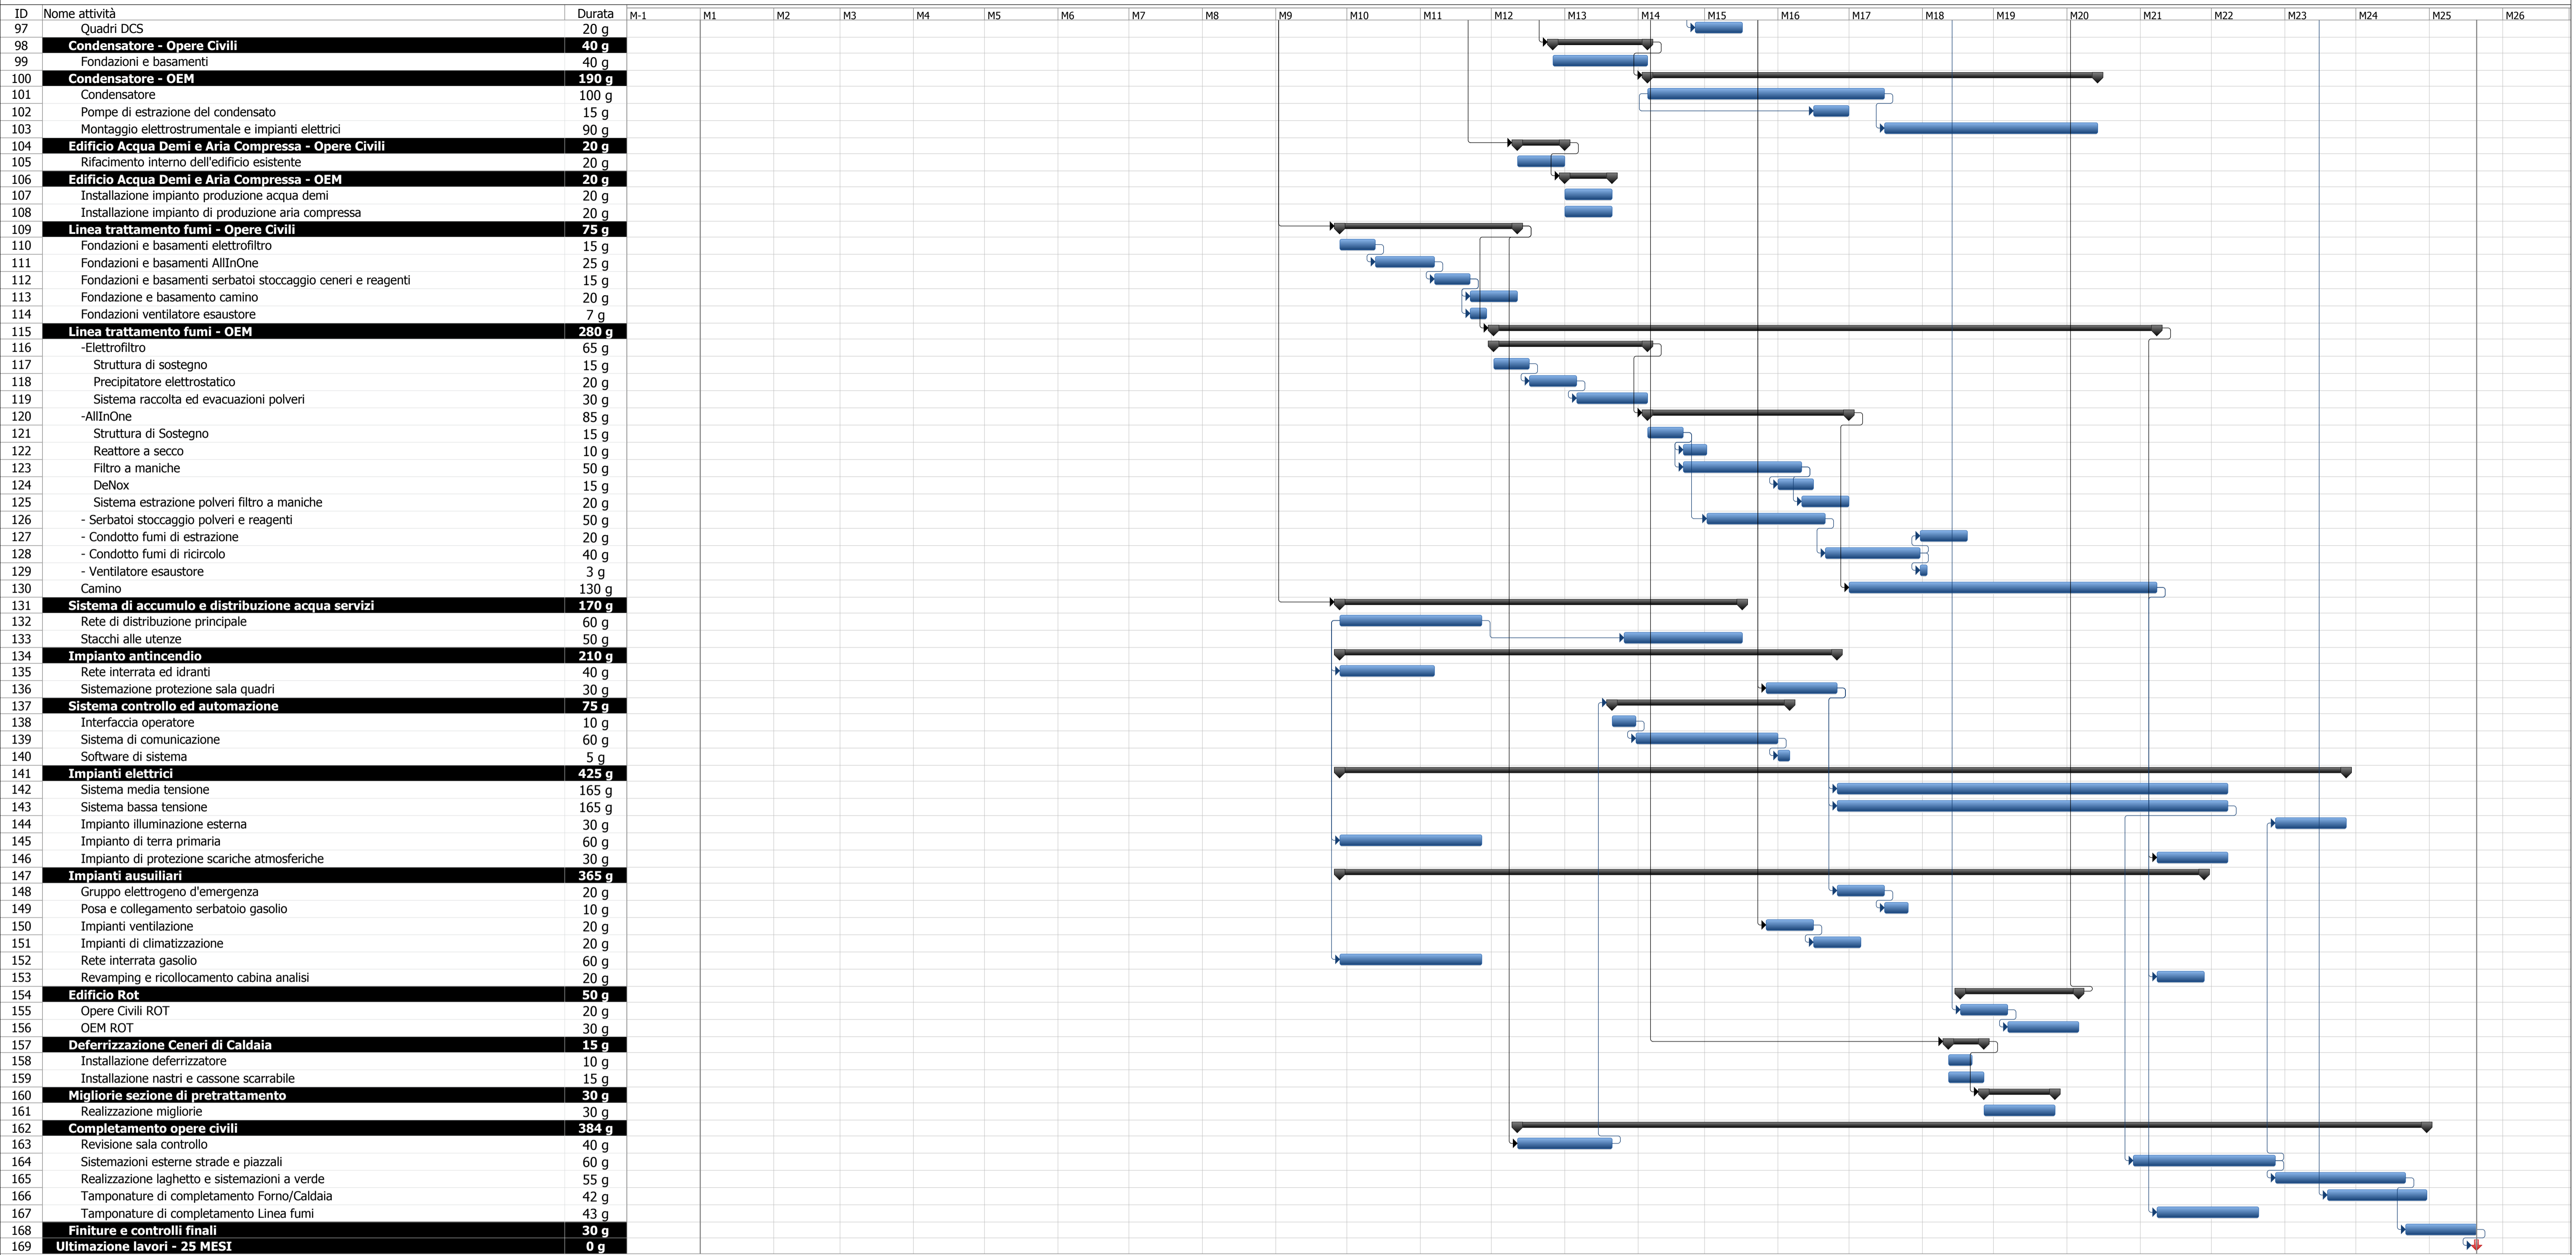 ID Nome attività Durata M-1 M1 M2 M3 M4 M5 M6 M7 M8 M9 M10 M11 M12 M13 M14 M15 M16 M17 M18 M19 M20 M21 M22 M23 M24 M25 M26
97 Quadri DCS 20 g
98 Condensatore - Opere Civili 40 g
99 Fondazioni e basamenti 40 g
100 Condensatore - OEM 190 g
101 Condensatore 100 g
102 Pompe di estrazione del condensato 15 g
103 Montaggio elettrostrumentale e impianti elettrici 90 g
104 Edificio Acqua Demi e Aria Compressa - Opere Civili 20 g
105 Rifacimento interno dell'edificio esistente 20 g
106 Edificio Acqua Demi e Aria Compressa - OEM 20 g
107 Installazione impianto produzione acqua demi 20 g
108 Installazione impianto di produzione aria compressa 20 g
109 Linea trattamento fumi - Opere Civili 75 g
110 Fondazioni e basamenti elettrofiltro 15 g
111 Fondazioni e basamenti AllInOne 25 g
112 Fondazioni e basamenti serbatoi stoccaggio ceneri e reagenti 15 g
113 Fondazione e basamento camino 20 g
114 Fondazioni ventilatore esaustore 7 g
115 Linea trattamento fumi - OEM 280 g
116 -Elettrofiltro 65 g
117 Struttura di sostegno 15 g
118 Precipitatore elettrostatico 20 g
119 Sistema raccolta ed evacuazioni polveri 30 g
120 -AllInOne 85 g
121 Struttura di Sostegno 15 g
122 Reattore a secco 10 g
123 Filtro a maniche 50 g
124 DeNox 15 g
125 Sistema estrazione polveri filtro a maniche 20 g
126 - Serbatoi stoccaggio polveri e reagenti 50 g
127 - Condotto fumi di estrazione 20 g
128 - Condotto fumi di ricircolo 40 g
129 - Ventilatore esaustore 3 g
130 Camino 130 g
131 Sistema di accumulo e distribuzione acqua servizi 170 g
132 Rete di distribuzione principale 60 g
133 Stacchi alle utenze 50 g
134 Impianto antincendio 210 g
135 Rete interrata ed idranti 40 g
136 Sistemazione protezione sala quadri 30 g
137 Sistema controllo ed automazione 75 g
138 Interfaccia operatore 10 g
139 Sistema di comunicazione 60 g
140 Software di sistema 5 g
141 Impianti elettrici 425 g
142 Sistema media tensione 165 g
143 Sistema bassa tensione 165 g
144 Impianto illuminazione esterna 30 g
145 Impianto di terra primaria 60 g
146 Impianto di protezione scariche atmosferiche 30 g
147 Impianti ausuiliari 365 g
148 Gruppo elettrogeno d'emergenza 20 g
149 Posa e collegamento serbatoio gasolio 10 g
150 Impianti ventilazione 20 g
151 Impianti di climatizzazione 20 g
152 Rete interrata gasolio 60 g
153 Revamping e ricollocamento cabina analisi 20 g
154 Edificio Rot 50 g
155 Opere Civili ROT 20 g
156 OEM ROT 30 g
157 Deferrizzazione Ceneri di Caldaia 15 g
158 Installazione deferrizzatore 10 g
159 Installazione nastri e cassone scarrabile 15 g
160 Migliorie sezione di pretrattamento 30 g
161 Realizzazione migliorie 30 g
162 Completamento opere civili 384 g
163 Revisione sala controllo 40 g
164 Sistemazioni esterne strade e piazzali 60 g
165 Realizzazione laghetto e sistemazioni a verde 55 g
166 Tamponature di completamento Forno/Caldaia 42 g
167 Tamponature di completamento Linea fumi 43 g
168 Finiture e controlli finali 30 g
169 Ultimazione lavori - 25 MESI 0 g